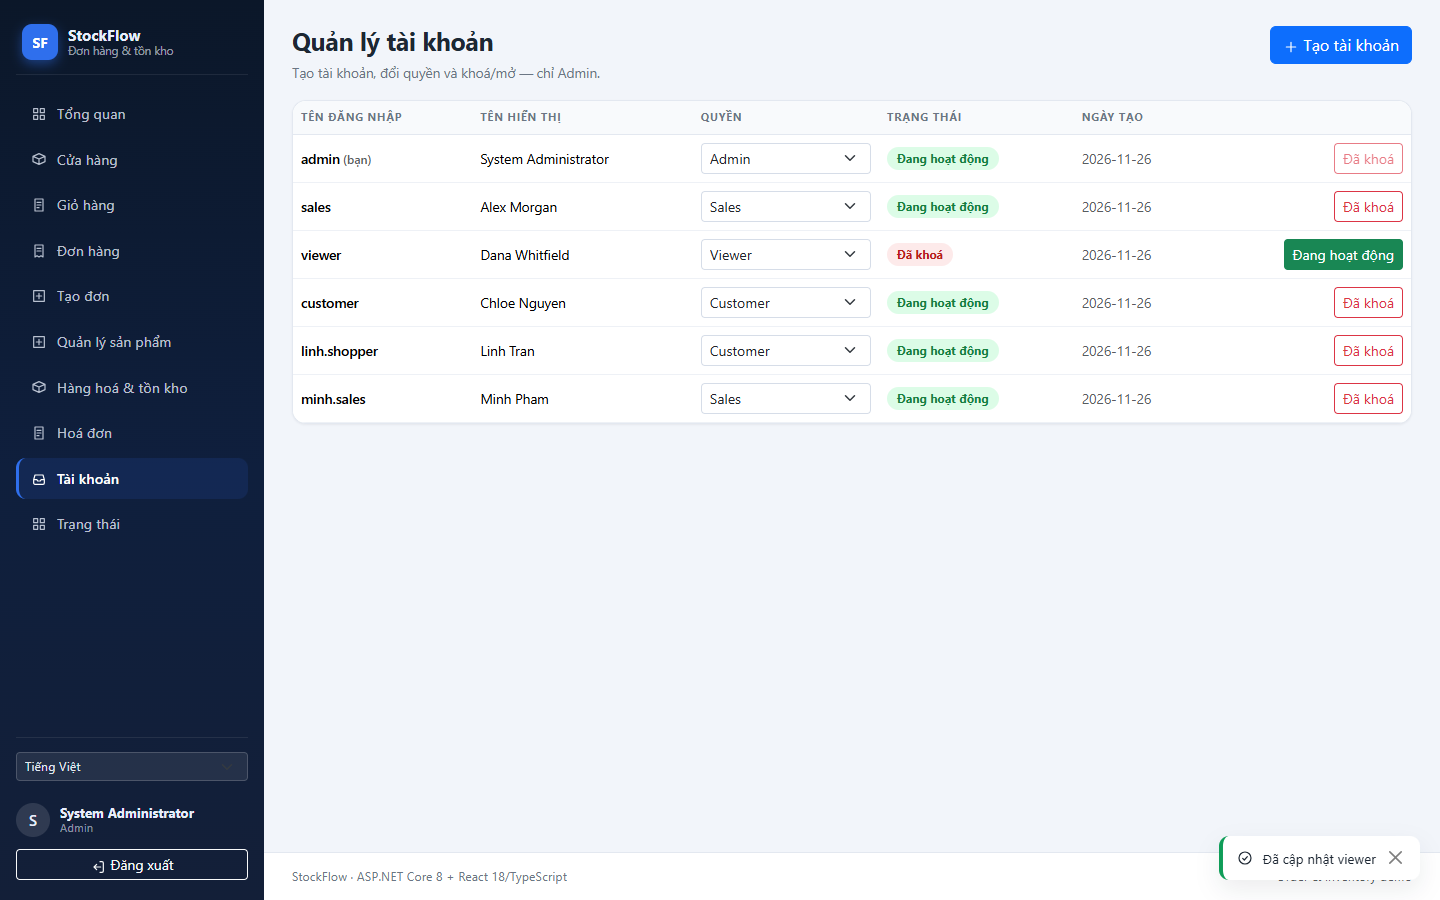 SF
StockFlow
Đơn hàng & tồn kho
Tổng quan
Cửa hàng
Giỏ hàng
Đơn hàng
Tạo đơn
Quản lý sản phẩm
Hàng hoá & tồn kho
Hoá đơn
Tài khoản
Trạng thái
Tiếng Việt
S
System Administrator
Admin
Đăng xuất
Quản lý tài khoản
Tạo tài khoản, đổi quyền và khoá/mở — chỉ Admin.
+ Tạo tài khoản
TÊN ĐĂNG NHẬP TÊN HIỂN THỊ QUYỀN TRẠNG THÁI NGÀY TẠO
admin (bạn) System Administrator Admin Đang hoạt động 2026-11-26 Đã khoá
sales Alex Morgan Sales Đang hoạt động 2026-11-26 Đã khoá
viewer Dana Whitfield Viewer Đã khoá 2026-11-26 Đang hoạt động
customer Chloe Nguyen Customer Đang hoạt động 2026-11-26 Đã khoá
linh.shopper Linh Tran Customer Đang hoạt động 2026-11-26 Đã khoá
minh.sales Minh Pham Sales Đang hoạt động 2026-11-26 Đã khoá
Đã cập nhật viewer
StockFlow · ASP.NET Core 8 + React 18/TypeScript